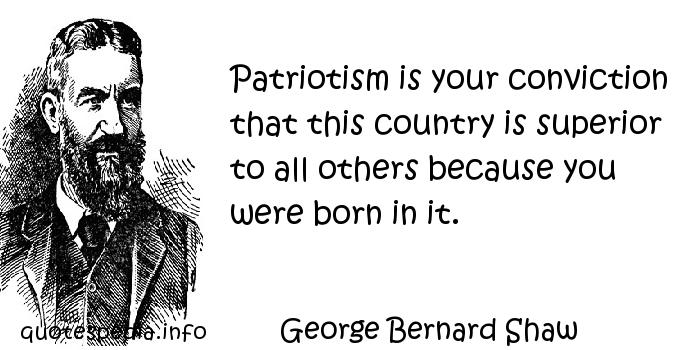 Patriotism is your conviction
that this country is superior
to all others because you
were born in it.
quotespedia.info
George Bernard Shaw